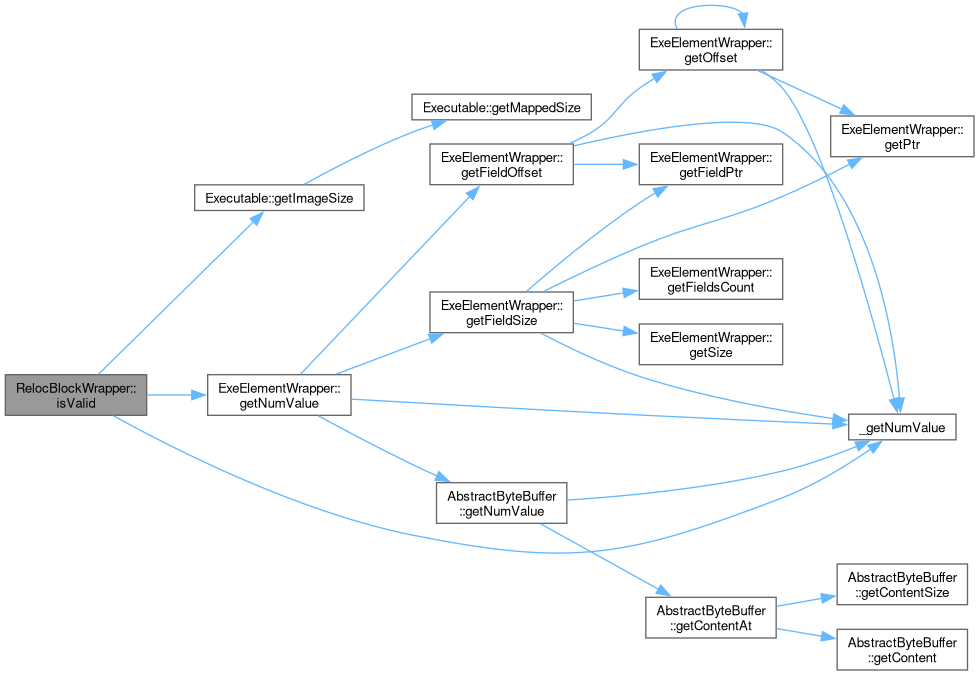 RelocBlockWrapper::
isValid
Executable::getImageSize
Executable::getMappedSize
ExeElementWrapper::
getNumValue
ExeElementWrapper::
getFieldOffset
ExeElementWrapper::
getFieldSize
AbstractByteBuffer
::getNumValue
ExeElementWrapper::
getOffset
ExeElementWrapper::
getFieldPtr
ExeElementWrapper::
getFieldsCount
ExeElementWrapper::
getSize
AbstractByteBuffer
::getContentAt
ExeElementWrapper::
getPtr
_getNumValue
AbstractByteBuffer
::getContentSize
AbstractByteBuffer
::getContent